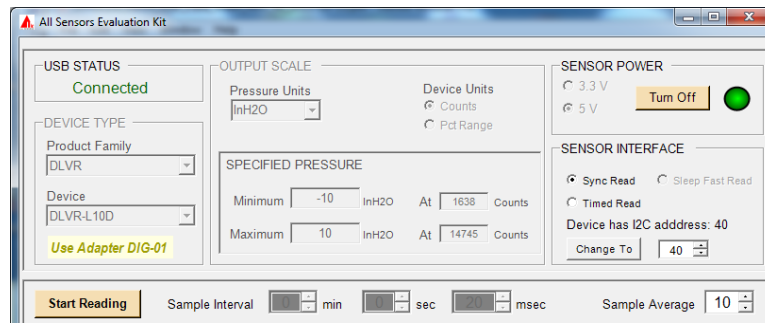 All Sensors Evaluation Kit
USB STATUS
Connected
DEVICE TYPE
Product Family
DLVR
Device
DLVR-L10D
Use Adapter DIG-01
OUTPUT SCALE
Pressure Units
InH2O
Device Units
Counts
Pct Range
SPECIFIED PRESSURE
Minimum -10 InH2O At 1638 Counts
Maximum 10 InH2O At 14745 Counts
SENSOR POWER
3.3 V
5 V
Turn Off
SENSOR INTERFACE
Sync Read Sleep Fast Read
Timed Read
Device has I2C adddress: 40
Change To 40
Start Reading Sample Interval 0 min 0 sec 20 msec Sample Average 10